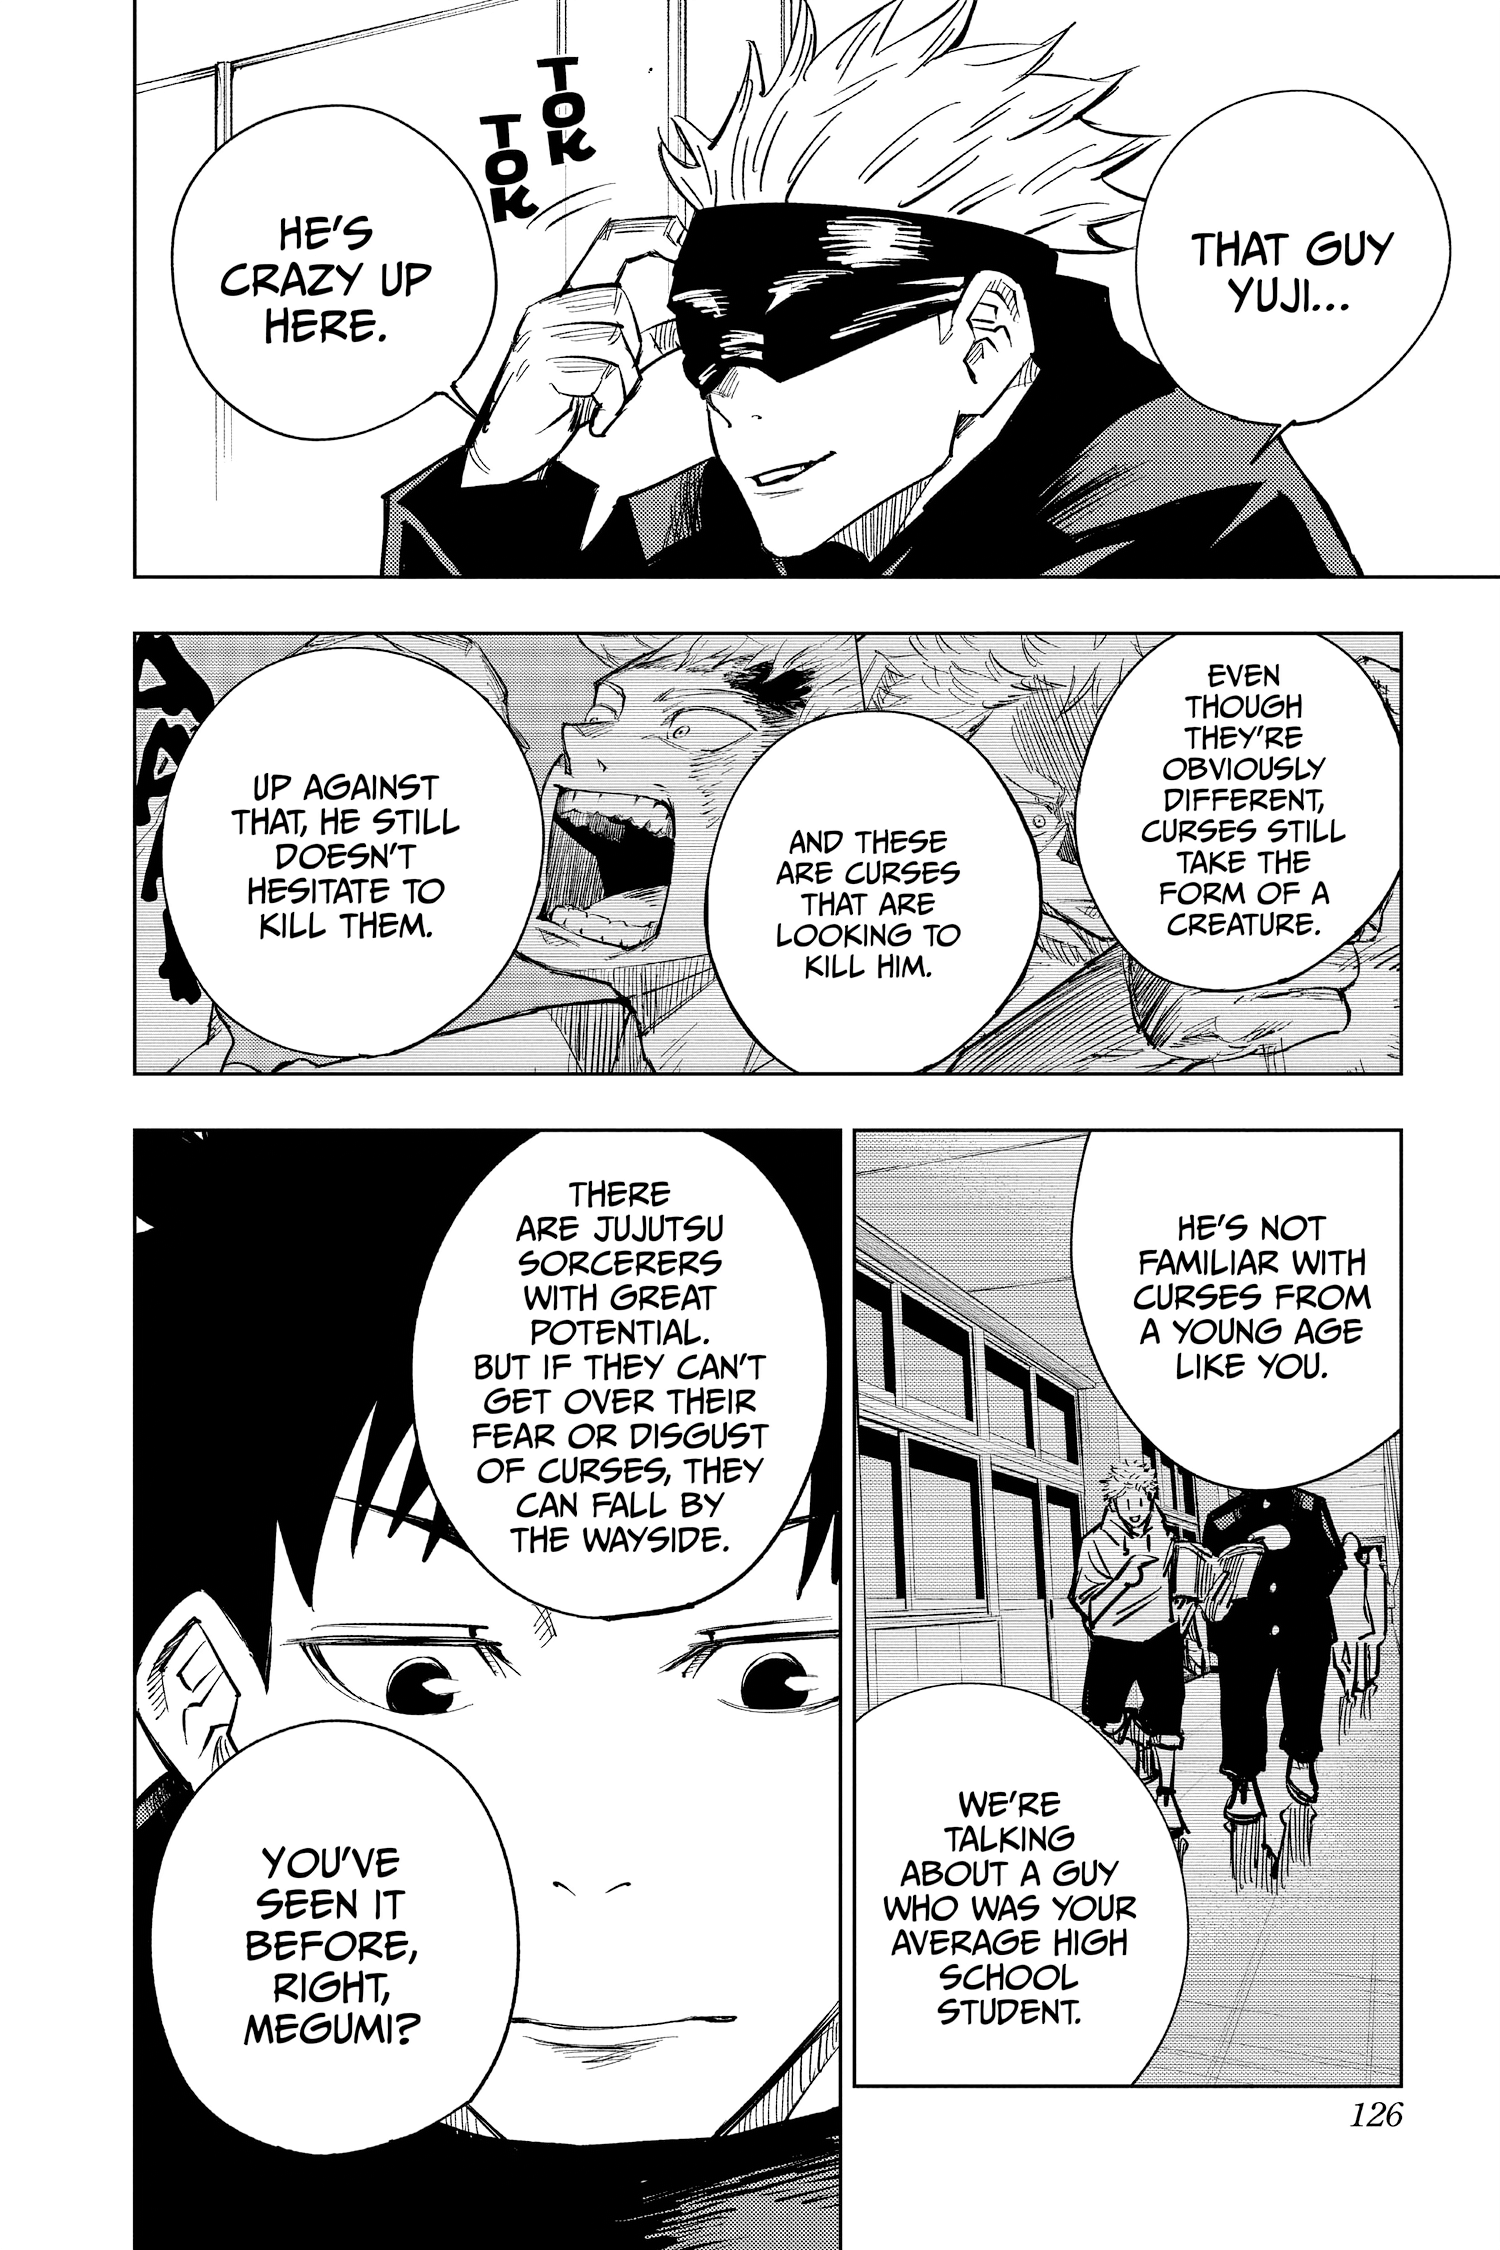 THAT GUY
YUJI...
TOK
TOK
HE'S
CRAZY UP
HERE.
EVEN
THOUGH
THEY'RE
OBVIOUSLY
DIFFERENT,
CURSES STILL
TAKE THE
FORM OF A
CREATURE.
AND THESE
ARE CURSES
THAT ARE
LOOKING TO
KILL HIM.
UP AGAINST
THAT, HE STILL
DOESN'T
HESITATE TO
KILL THEM.
HE'S NOT
FAMILIAR WITH
CURSES FROM
A YOUNG AGE
LIKE YOU.
WE'RE
TALKING
ABOUT A GUY
WHO WAS YOUR
AVERAGE HIGH
SCHOOL
STUDENT.
THERE
ARE JUJUTSU
SORCERERS
WITH GREAT
POTENTIAL.
BUT IF THEY CAN'T
GET OVER THEIR
FEAR OR DISGUST
OF CURSES, THEY
CAN FALL BY
THE WAYSIDE.
YOU'VE
SEEN IT
BEFORE,
RIGHT,
MEGUMI?
126